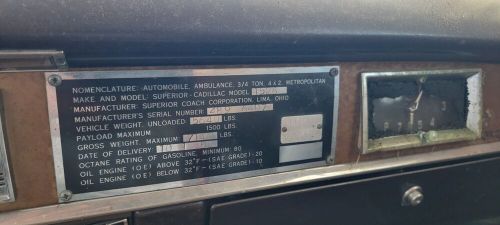 NOMENCLATURE: AUTOMOBILE, AMBULANCE, 3/4 TON, 4x2, METROPOLITAN
MAKE AND MODEL: SUPERIOR-CADILLAC MODEL
MANUFACTURER: SUPERIOR COACH CORPORATION, LIMA, OHIO
MANUFACTURER'S SERIAL NUMBER:
VEHICLE WEIGHT: UNLOADED LBS.
PAYLOAD MAXIMUM 1500 LBS.
GROSS WEIGHT, MAXIMUM: LBS.
DATE OF DELIVERY
OCTANE RATING OF GASOLINE, MINIMUM: 80
OIL ENGINE (OE) ABOVE 32°F-(SAE GRADE)-20
OIL ENGINE (OE) BELOW 32°F-(SAE GRADE)-10